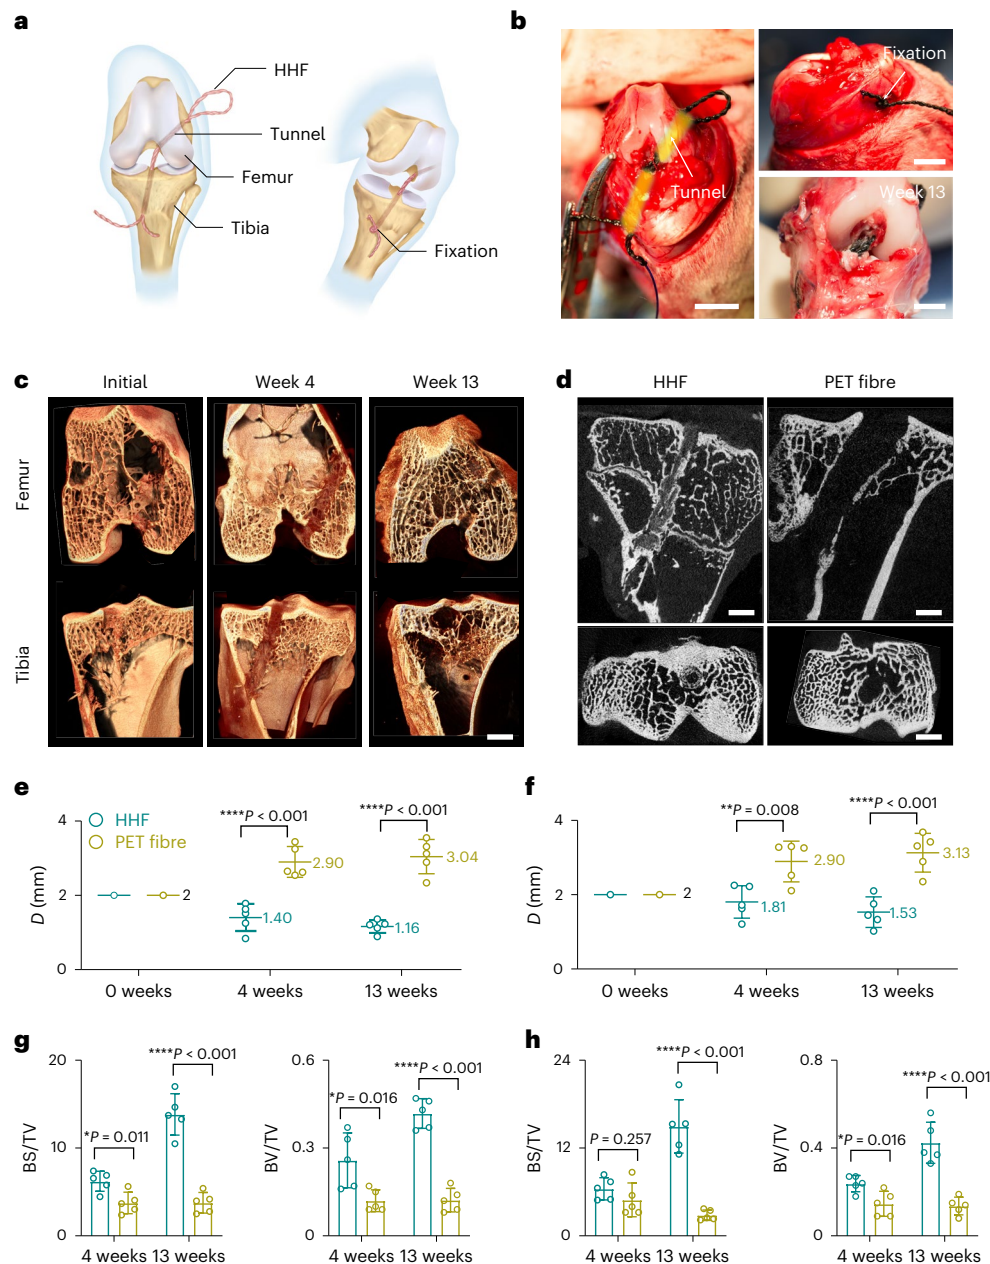 a
HHF
Tunnel
Femur
Tibia
Fixation
b
Tunnel
Fixation
Week 13
c
Initial
Week 4
Week 13
Femur
Tibia
d
HHF
PET fibre
e
HHF
PET fibre
D (mm)
4
2
0
2
****P < 0.001
1.40
2.90
****P < 0.001
1.16
3.04
0 weeks
4 weeks
13 weeks
f
D (mm)
4
2
0
2
**P = 0.008
1.81
2.90
****P < 0.001
1.53
3.13
0 weeks
4 weeks
13 weeks
g
BS/TV
20
10
0
*P = 0.011
****P < 0.001
4 weeks 13 weeks
BV/TV
0.6
0.3
0
*P = 0.016
****P < 0.001
4 weeks 13 weeks
h
BS/TV
24
12
0
P = 0.257
****P < 0.001
4 weeks 13 weeks
BV/TV
0.8
0.4
0
*P = 0.016
****P < 0.001
4 weeks 13 weeks